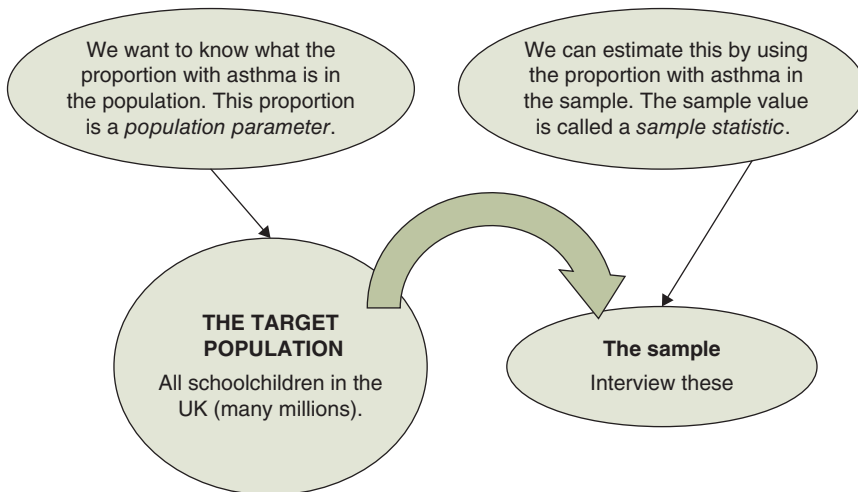 We want to know what the
proportion with asthma is in
the population. This proportion
is a population parameter.
We can estimate this by using
the proportion with asthma in
the sample. The sample value
is called a sample statistic.
THE TARGET
POPULATION
All schoolchildren in the
UK (many millions).
The sample
Interview these